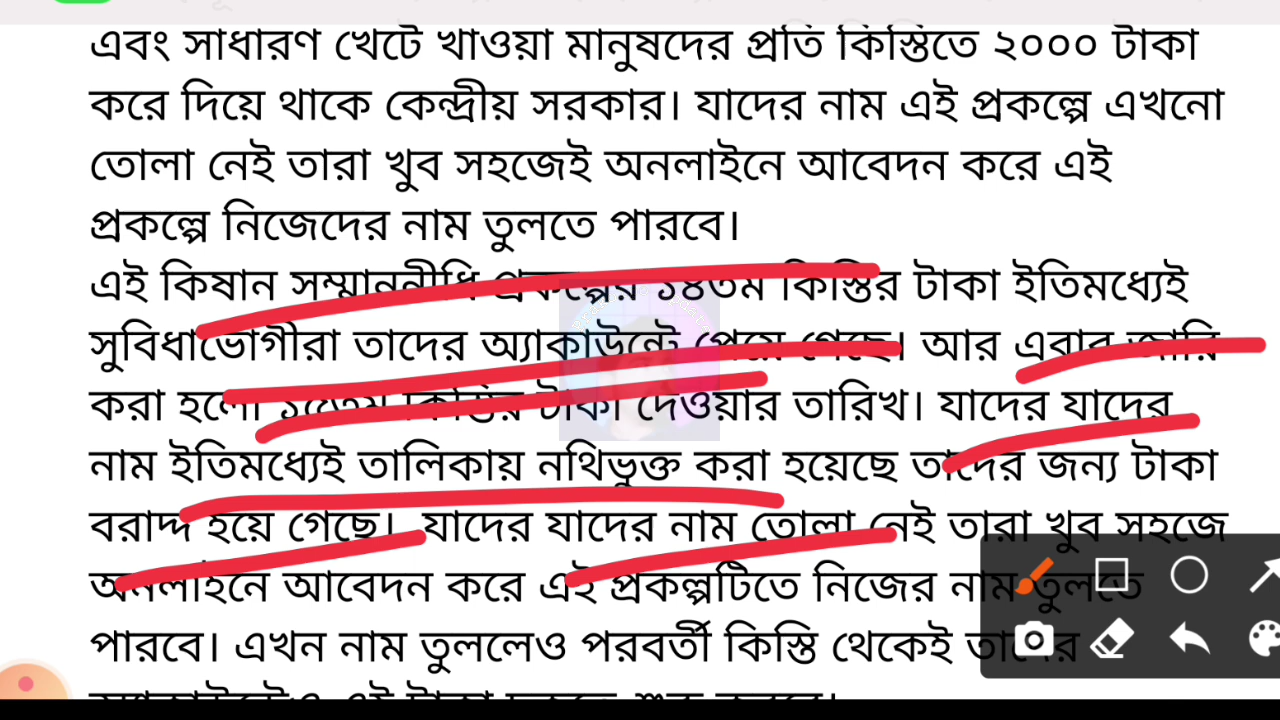 এবং সাধারণ খেটে খাওয়া মানুষদের প্রতি কিস্তিতে ২০০০ টাকা
করে দিয়ে থাকে কেন্দ্রীয় সরকার। যাদের নাম এই প্রকল্পে এখনো
তোলা নেই তারা খুব সহজেই অনলাইনে আবেদন করে এই
প্রকল্পে নিজেদের নাম তুলতে পারবে।
এই কিষান সম্মাননীধি প্রকল্পের ১৪তম কিস্তির টাকা ইতিমধ্যেই
সুবিধাভোগীরা তাদের অ্যাকাউন্টে পেয়ে গেছে। আর এবার জারি
করা হলো ১৫তম কিস্তির টাকা দেওয়ার তারিখ। যাদের যাদের
নাম ইতিমধ্যেই তালিকায় নথিভুক্ত করা হয়েছে তাদের জন্য টাকা
বরাদ্দ হয়ে গেছে। যাদের যাদের নাম তোলা নেই তারা খুব সহজে
অনলাইনে আবেদন করে এই প্রকল্পটিতে নিজের নাম তুলতে
পারবে। এখন নাম তুললেও পরবর্তী কিস্তি থেকেই তাদের